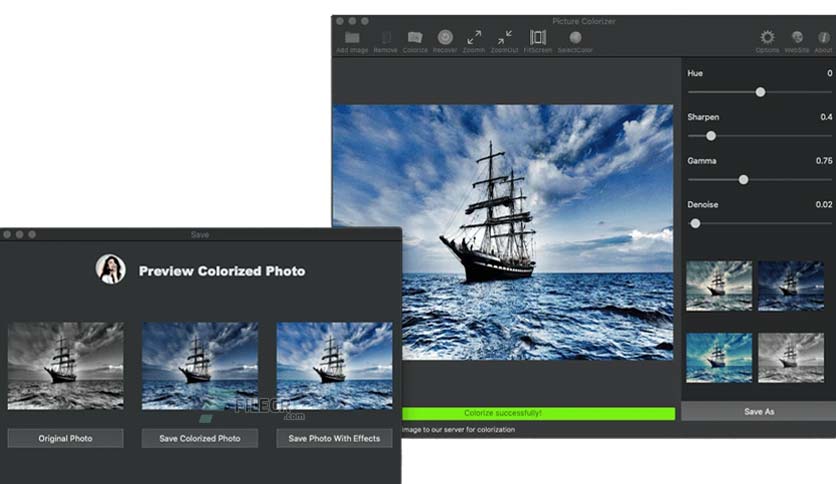 Picture Colorizer
Add Image Remove Colorize Recover ZoomIn ZoomOut FitScreen SelectColor Options WebSite About
Hue 0
Sharpen 0.4
Gamma 0.75
Denoise 0.02
Save As
Colorize successfully!
image to our server for colorization
Save
Preview Colorized Photo
FILECR
.com
Original Photo
Save Colorized Photo
Save Photo With Effects